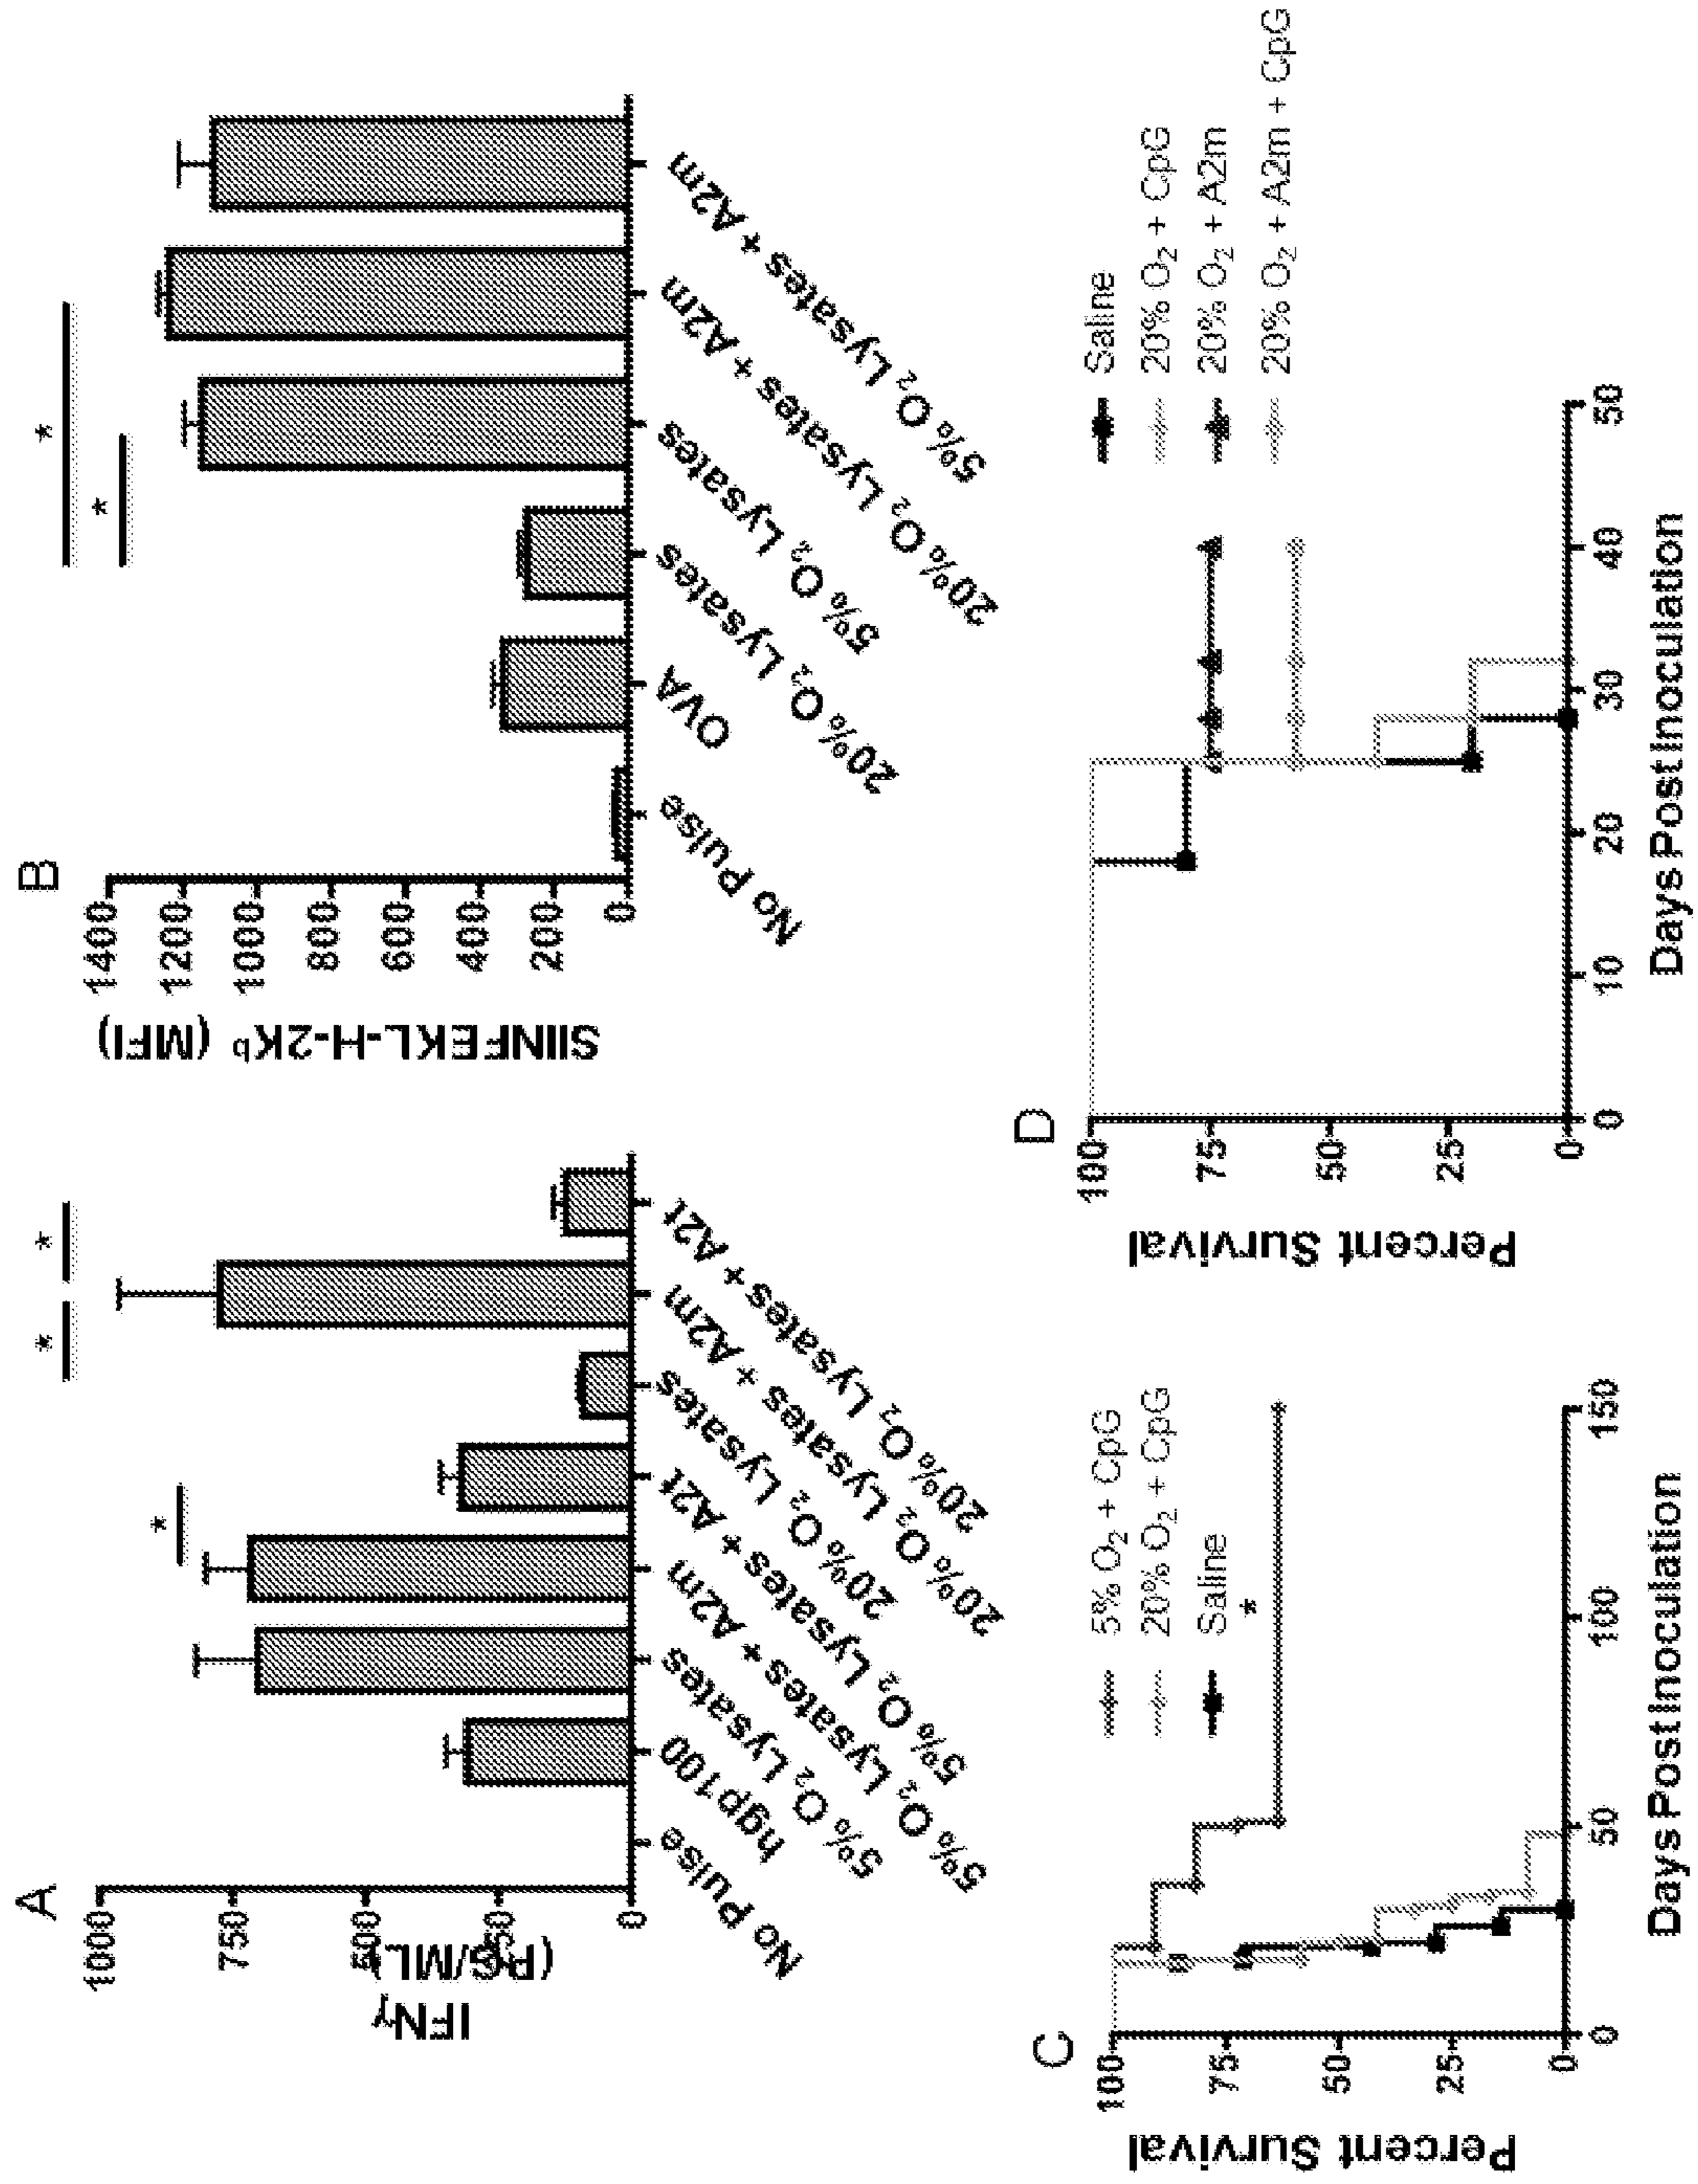 A
IFNγ
(PG/ML)
1000
750
500
250
0
No Pulse
hgp100
5% O2 Lysates
5% O2 Lysates + A2m
5% O2 Lysates + A2t
20% O2 Lysates
20% O2 Lysates + A2m
20% O2 Lysates + A2t
*
*
*
B
SIINFEKL-H-2Kb (MFI)
1400
1200
1000
800
600
400
200
0
No Pulse
OVA
20% O2 Lysates
5% O2 Lysates
20% O2 Lysates + A2m
5% O2 Lysates + A2m
*
*
C
Percent Survival
100
75
50
25
0
0
50
100
150
Days Post Inoculation
5% O2 + CpG
20% O2 + CpG
Saline
*
D
Percent Survival
100
75
50
25
0
0
10
20
30
40
50
Days Post Inoculation
Saline
20% O2 + CpG
20% O2 + A2m
20% O2 + A2m + CpG